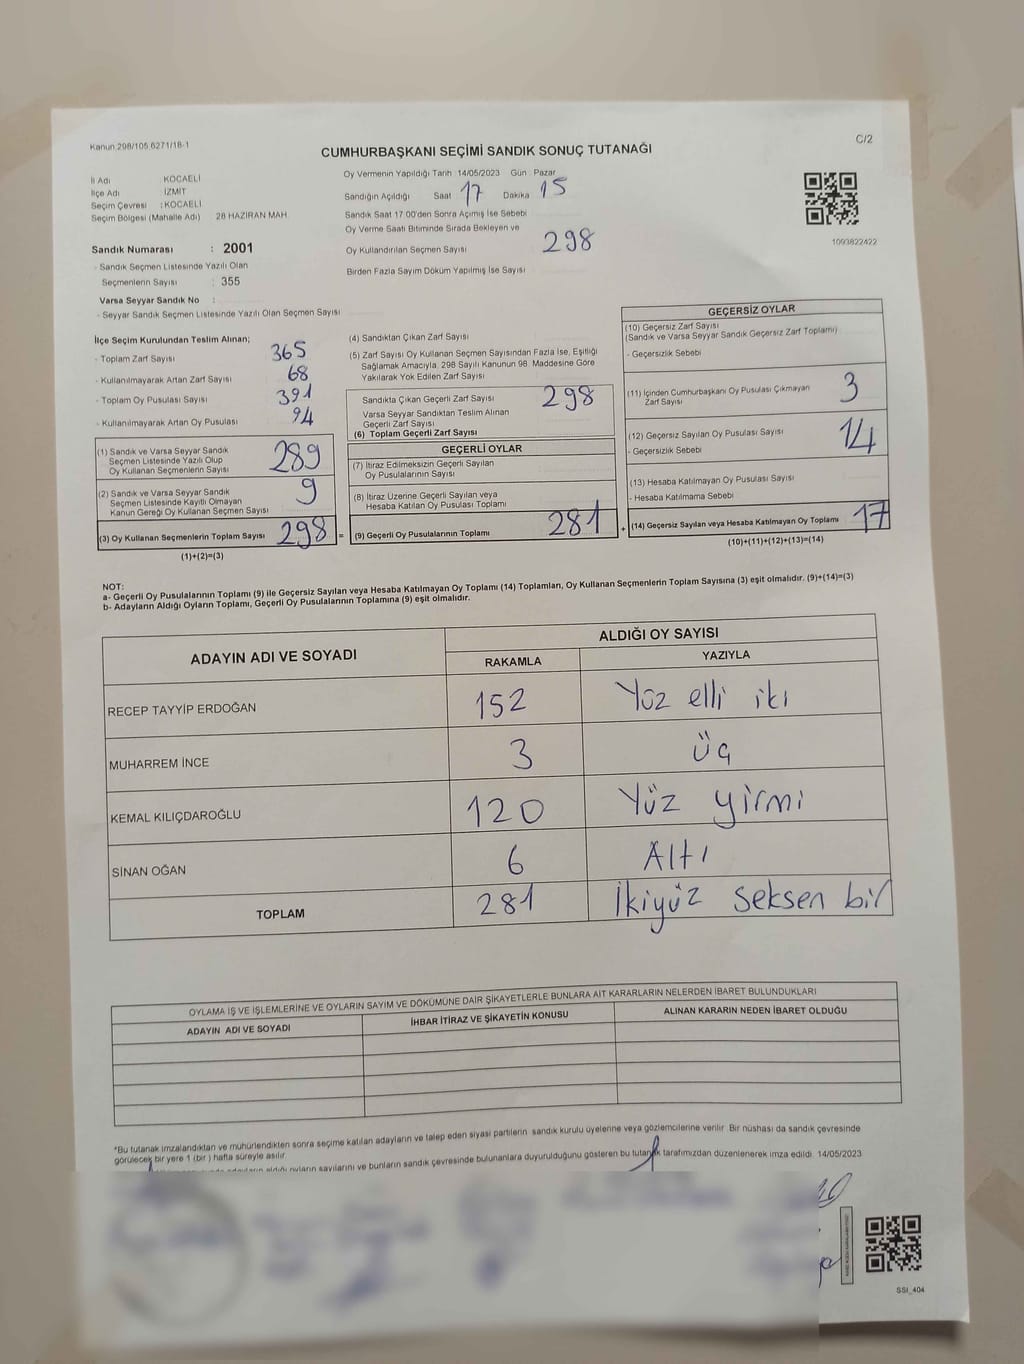 Kanun 298/105,6271/18-1
C/2
CUMHURBAŞKANI SEÇİMİ SANDIK SONUÇ TUTANAĞI
İl Adı : KOCAELİ
İlçe Adı : İZMİT
Seçim Çevresi : KOCAELİ
Seçim Bölgesi (Mahalle Adı) 28 HAZİRAN MAH.
Sandık Numarası : 2001
- Sandık Seçmen Listesinde Yazılı Olan
Seçmenlerin Sayısı : 355
Varsa Seyyar Sandık No :
- Seyyar Sandık Seçmen Listesinde Yazılı Olan Seçmen Sayısı
Oy Vermenin Yapıldığı Tarih 14/05/2023 Gün : Pazar
Sandığın Açıldığı Saat 17 Dakika 15
Sandık Saat 17.00'den Sonra Açımış İse Sebebi
Oy Verme Saati Bitiminde Sırada Bekleyen ve
Oy Kullandırılan Seçmen Sayısı 298
Birden Fazla Sayım Döküm Yapılmış İse Sayısı
1093822422
İlçe Seçim Kurulundan Teslim Alınan;
- Toplam Zarf Sayısı 365
- Kullanılmayarak Artan Zarf Sayısı 68
- Toplam Oy Pusulası Sayısı 391
- Kullanılmayarak Artan Oy Pusulası 94
(1) Sandık ve Varsa Seyyar Sandık
Seçmen Listesinde Yazılı Olup
Oy Kullanan Seçmenlerin Sayısı 289
(2) Sandık ve Varsa Seyyar Sandık
Seçmen Listesinde Kayıtlı Olmayan
Kanun Gereği Oy Kullanan Seçmen Sayısı 9
(3) Oy Kullanan Seçmenlerin Toplam Sayısı 298 =
(1)+(2)=(3)
(4) Sandıktan Çıkan Zarf Sayısı
(5) Zarf Sayısı Oy Kullanan Seçmen Sayısından Fazla İse, Eşitliği
Sağlamak Amacıyla, 298 Sayılı Kanunun 98. Maddesine Göre
Yakılarak Yok Edilen Zarf Sayısı
Sandıkta Çıkan Geçerli Zarf Sayısı 298
Varsa Seyyar Sandıktan Teslim Alınan
Geçerli Zarf Sayısı
(6) Toplam Geçerli Zarf Sayısı
GEÇERLİ OYLAR
(7) İtiraz Edilmeksizin Geçerli Sayılan
Oy Pusulalarının Sayısı
(8) İtiraz Üzerine Geçerli Sayılan veya
Hesaba Katılan Oy Pusulası Toplamı
(9) Geçerli Oy Pusulalarının Toplamı 281 +
GEÇERSİZ OYLAR
(10) Geçersiz Zarf Sayısı
(Sandık ve Varsa Seyyar Sandık Geçersiz Zarf Toplamı)
- Geçersizlik Sebebi
(11) İçinden Cumhurbaşkanı Oy Pusulası Çıkmayan
Zarf Sayısı 3
(12) Geçersiz Sayılan Oy Pusulası Sayısı 14
- Geçersizlik Sebebi
(13) Hesaba Katılmayan Oy Pusulası Sayısı
- Hesaba Katılmama Sebebi
(14) Geçersiz Sayılan veya Hesaba Katılmayan Oy Toplamı 17
(10)+(11)+(12)+(13)=(14)
NOT:
a- Geçerli Oy Pusulalarının Toplamı (9) ile Geçersiz Sayılan veya Hesaba Katılmayan Oy Toplamı (14) Toplamları, Oy Kullanan Seçmenlerin Toplam Sayısına (3) eşit olmalıdır. (9)+(14)=(3)
b- Adayların Aldığı Oyların Toplamı, Geçerli Oy Pusulalarının Toplamına (9) eşit olmalıdır.
ADAYIN ADI VE SOYADI
ALDIĞI OY SAYISI
RAKAMLA YAZIYLA
RECEP TAYYİP ERDOĞAN 152 Yüz elli iki
MUHARREM İNCE 3 Üç
KEMAL KILIÇDAROĞLU 120 Yüz yirmi
SİNAN OĞAN 6 Altı
TOPLAM 281 İkiyüz seksen bir
OYLAMA İŞ VE İŞLEMLERİNE VE OYLARIN SAYIM VE DÖKÜMÜNE DAİR ŞİKAYETLERLE BUNLARA AİT KARARLARIN NELERDEN İBARET BULUNDUKLARI
ADAYIN ADI VE SOYADI İHBAR İTİRAZ VE ŞİKAYETİN KONUSU ALINAN KARARIN NEDEN İBARET OLDUĞU
*Bu tutanak imzalandıktan ve mühürlendikten sonra seçime katılan adayların ve talep eden siyasi partilerin sandık kurulu üyelerine veya gözlemcilerine verilir. Bir nüshası da sandık çevresinde
görülecek bir yere 1 (bir) hafta süreyle asılır.
adayların aldığı oyların sayılarını ve bunların sandık çevresinde bulunanlara duyurulduğunu gösteren bu tutanak tarafımızdan düzenlenerek imza edildi. 14/05/2023
SSI_404